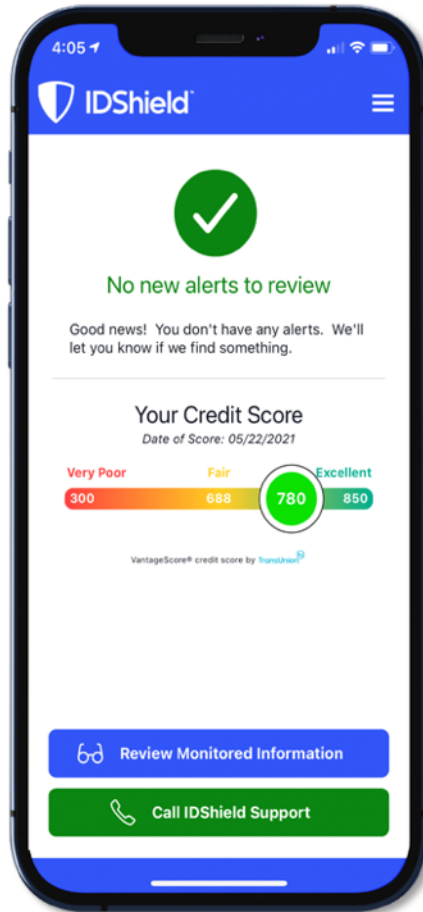 4:05
IDShield
No new alerts to review
Good news! You don't have any alerts. We'll
let you know if we find something.
Your Credit Score
Date of Score: 05/22/2021
Very Poor Fair Excellent
300 688 780 850
VantageScore® credit score by TransUnion
Review Monitored Information
Call IDShield Support